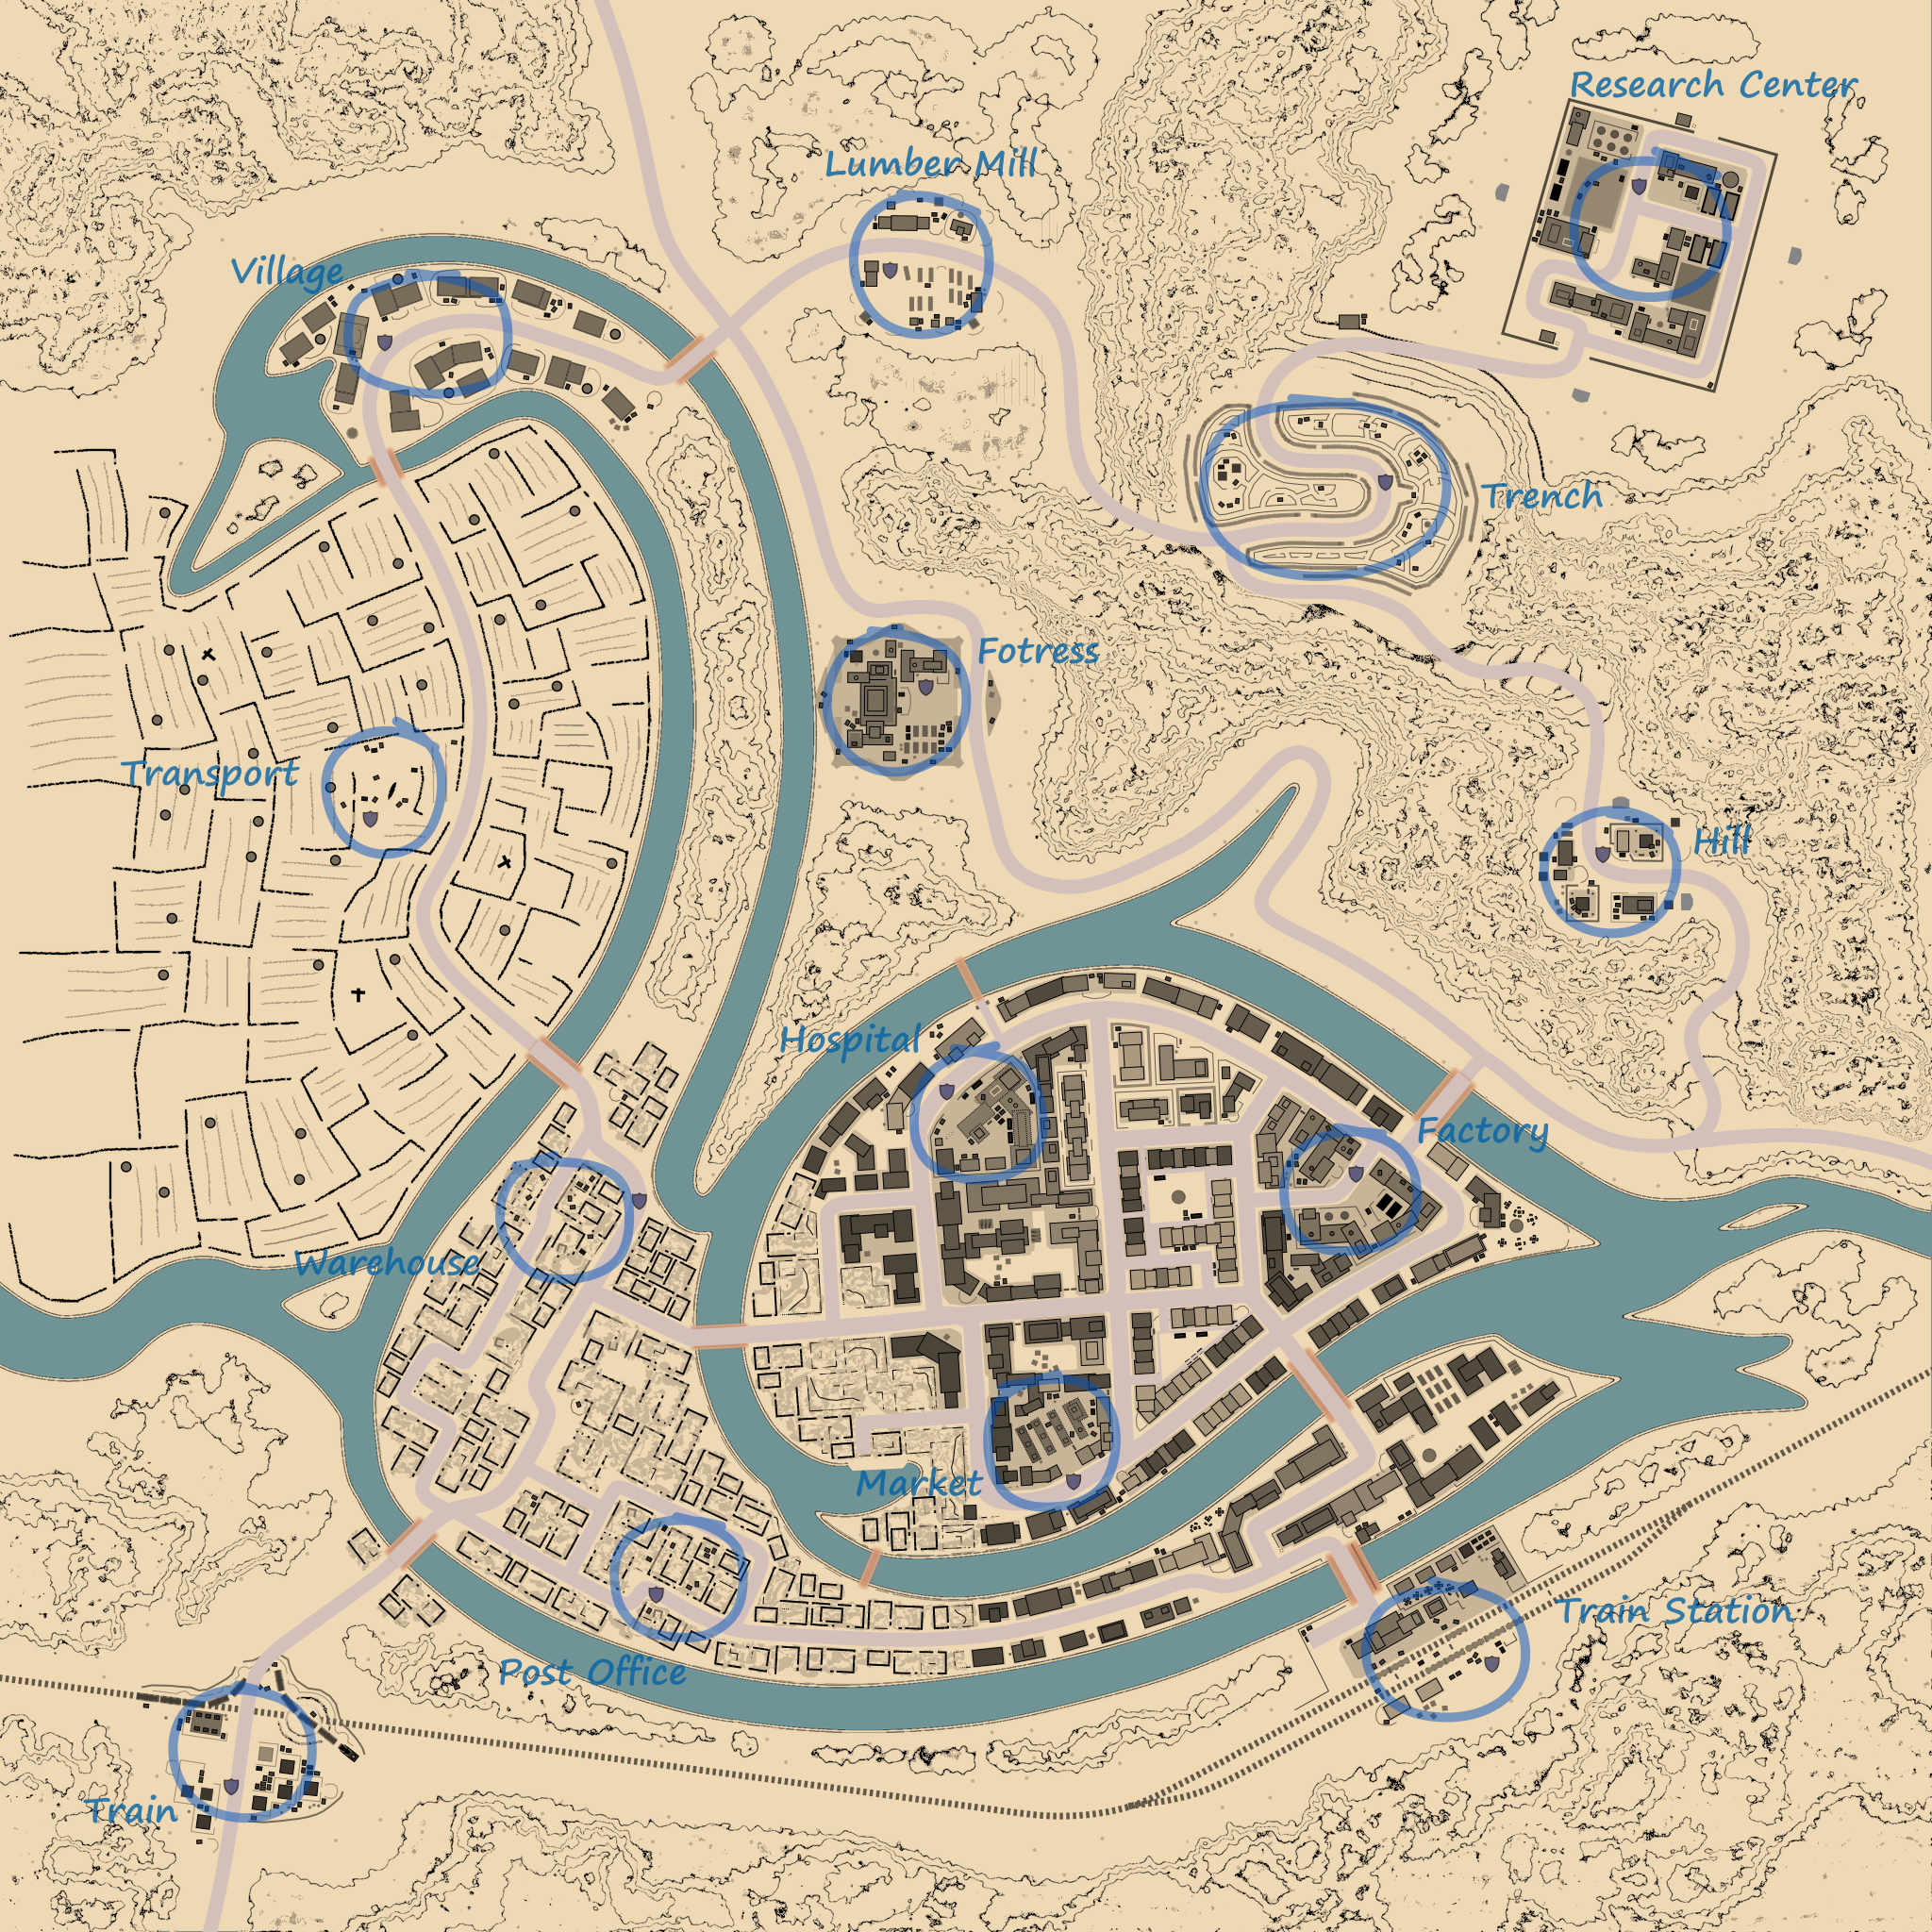 Research Center
Lumber Mill
Village
Trench
Fotress
Transport
Hill
Hospital
Factory
Warehouse
Market
Train Station
Post Office
Train